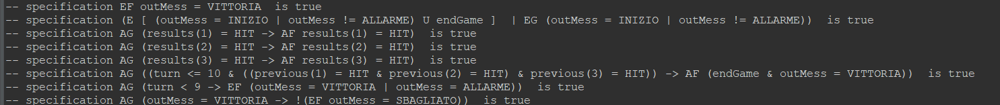 -- specification EF outMess = VITTORIA  is true
-- specification (E [ (outMess = INIZIO | outMess != ALLARME) U endGame ]  | EG (outMess = INIZIO | outMess != ALLARME))  is true
-- specification AG (results(1) = HIT -> AF results(1) = HIT)  is true
-- specification AG (results(2) = HIT -> AF results(2) = HIT)  is true
-- specification AG (results(3) = HIT -> AF results(3) = HIT)  is true
-- specification AG ((turn <= 10 & ((previous(1) = HIT & previous(2) = HIT) & previous(3) = HIT)) -> AF (endGame & outMess = VITTORIA))  is true
-- specification AG (turn < 9 -> EF (outMess = VITTORIA | outMess = ALLARME))  is true
-- specification AG (outMess = VITTORIA -> !(EF outMess = SBAGLIATO))  is true